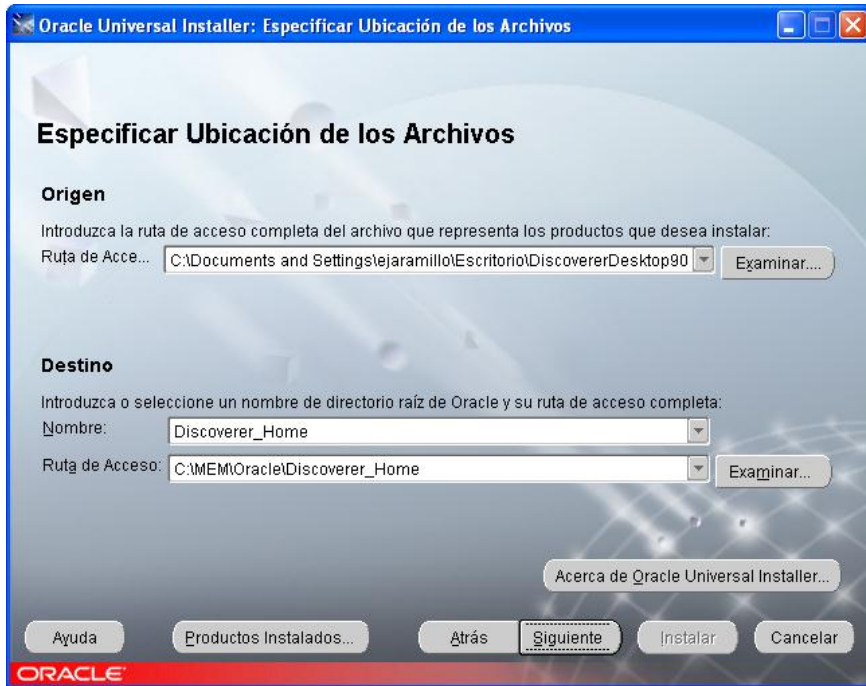 Oracle Universal Installer: Especificar Ubicación de los Archivos
Especificar Ubicación de los Archivos
Origen
Introduzca la ruta de acceso completa del archivo que representa los productos que desea instalar:
Ruta de Acce... C:\Documents and Settings\ejaramillo\Escritorio\DiscovererDesktop90 Examinar....
Destino
Introduzca o seleccione un nombre de directorio raíz de Oracle y su ruta de acceso completa:
Nombre: Discoverer_Home
Ruta de Acceso: C:\MEM\Oracle\Discoverer_Home Examinar...
Acerca de Oracle Universal Installer...
Ayuda Productos Instalados... Atrás Siguiente Instalar Cancelar
ORACLE